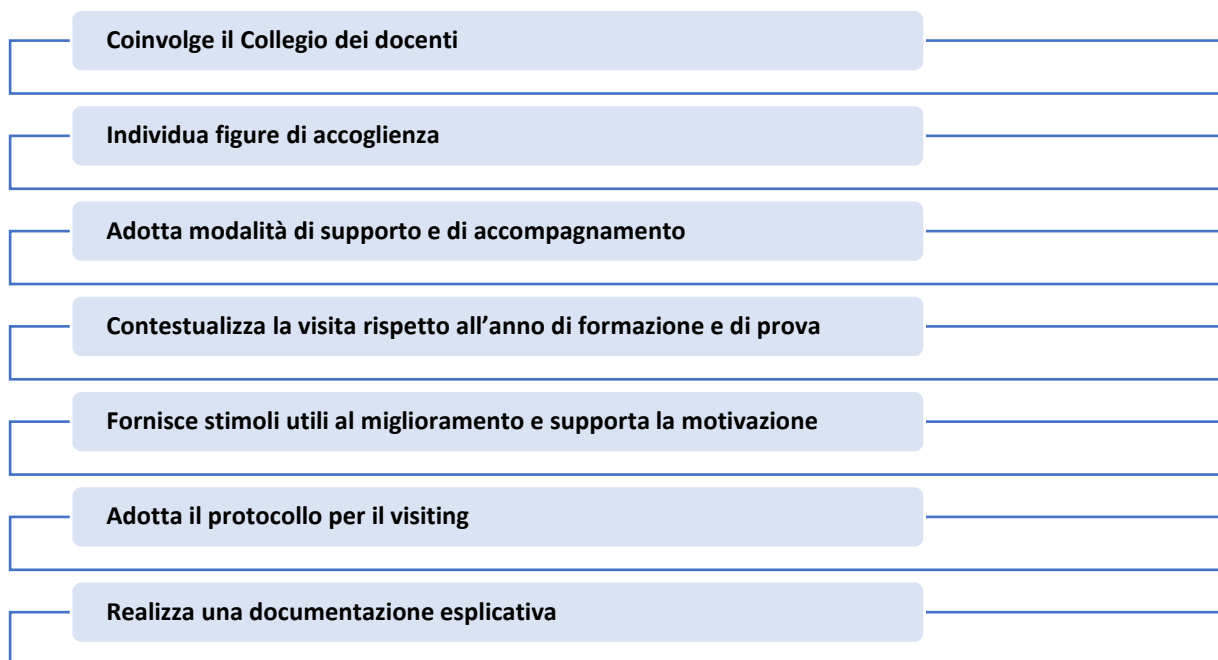 Coinvolge il Collegio dei docenti
Individua figure di accoglienza
Adotta modalità di supporto e di accompagnamento
Contestualizza la visita rispetto all’anno di formazione e di prova
Fornisce stimoli utili al miglioramento e supporta la motivazione
Adotta il protocollo per il visiting
Realizza una documentazione esplicativa